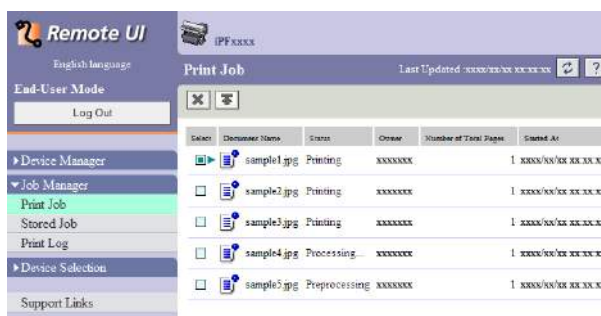 Remote UI
iPFxxxx
English language
Print Job Last Updated :xxxx/xx/xx xx:xx:xx ?
End-User Mode
Log Out
Select Document Name Status Owner Number of Total Pages Started At
Device Manager
sample1.jpg Printing xxxxxxx 1 xxxx/xx/xx xx:xx:x
Job Manager
Print Job
sample2.jpg Printing xxxxxxx 1 xxxx/xx/xx xx:xx:x
Stored Job
sample3.jpg Printing xxxxxxx 1 xxxx/xx/xx xx:xx:x
Print Log
sample4.jpg Processing... xxxxxxx 1 xxxx/xx/xx xx:xx:x
Device Selection
sample5.jpg Preprocessing xxxxxxx 1 xxxx/xx/xx xx:xx:x
Support Links